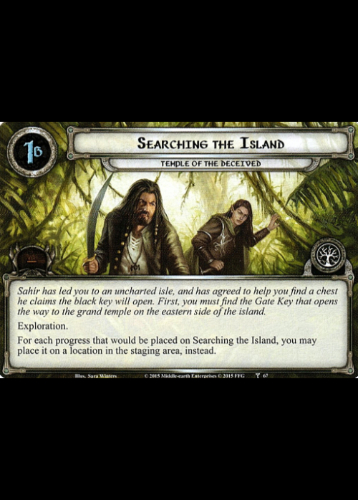 1B
SEARCHING THE ISLAND
TEMPLE OF THE DECEIVED
Sahír has led you to an uncharted isle, and has agreed to help you find a chest
he claims the black key will open. First, you must find the Gate Key that opens
the way to the grand temple on the eastern side of the island.
Exploration.
For each progress that would be placed on Searching the Island, you may
place it on a location in the staging area, instead.
Illus. Sara Winters
© 2015 Middle-earth Enterprises © 2015 FFG
67